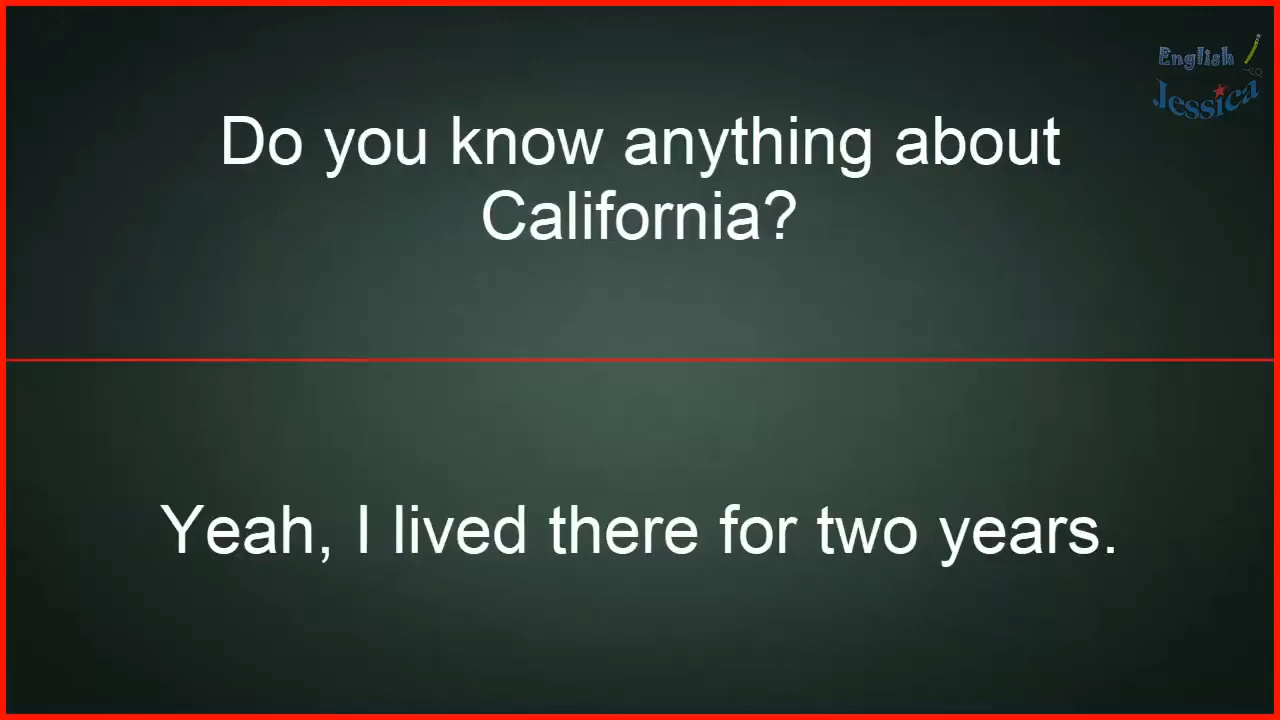 English
Jessica
Do you know anything about
California?
Yeah, I lived there for two years.